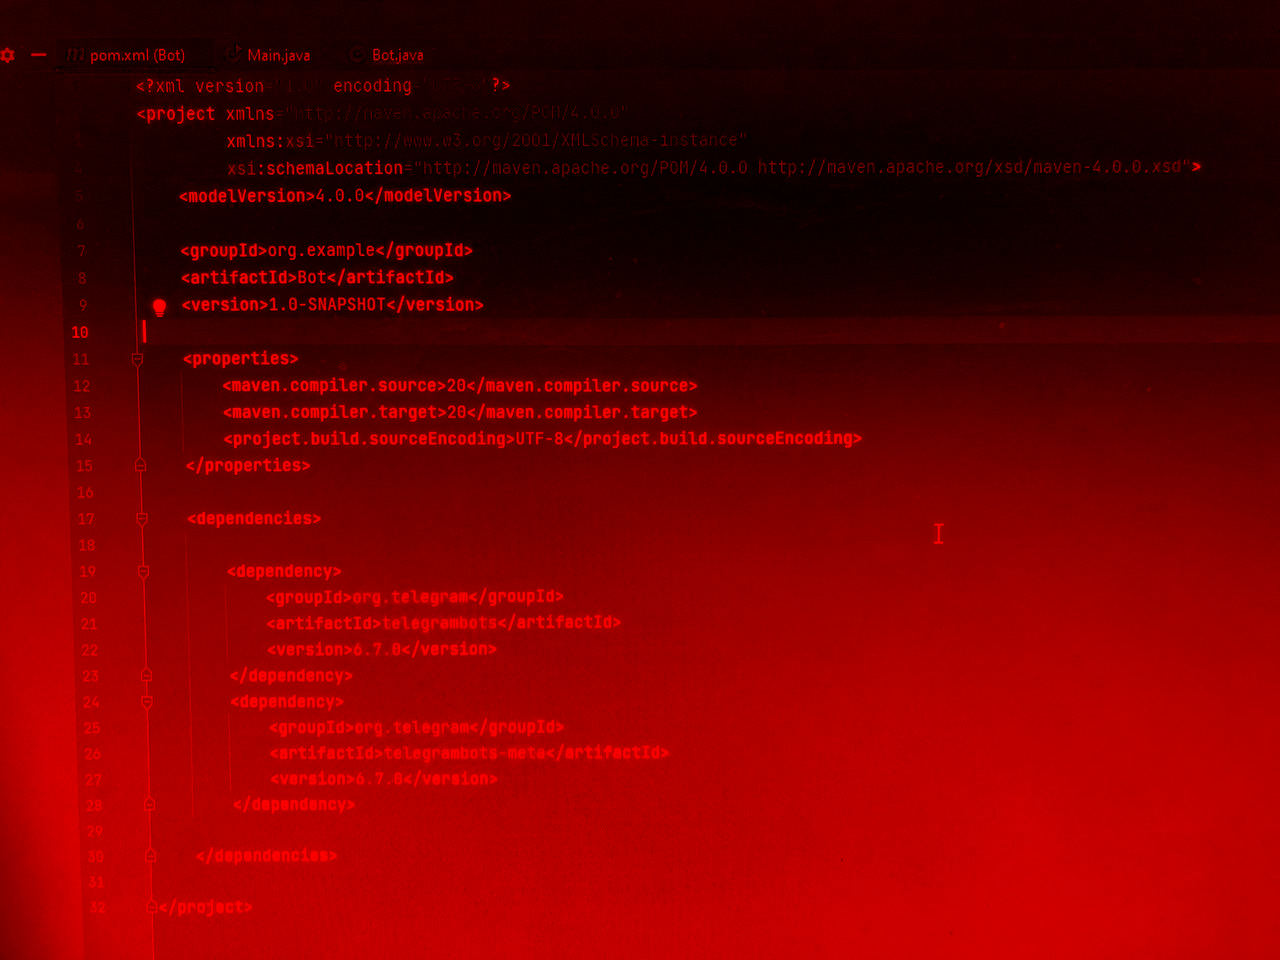 pom.xml (Bot) Main.java Bot.java
<?xml version="1.0" encoding="UTF-8"?>
<project xmlns="http://maven.apache.org/POM/4.0.0"
xmlns:xsi="http://www.w3.org/2001/XMLSchema-instance"
4 xsi:schemaLocation="http://maven.apache.org/POM/4.0.0 http://maven.apache.org/xsd/maven-4.0.0.xsd">
5 <modelVersion>4.0.0</modelVersion>
6
7 <groupId>org.example</groupId>
8 <artifactId>Bot</artifactId>
9 <version>1.0-SNAPSHOT</version>
10
11 <properties>
12 <maven.compiler.source>20</maven.compiler.source>
13 <maven.compiler.target>20</maven.compiler.target>
14 <project.build.sourceEncoding>UTF-8</project.build.sourceEncoding>
15 </properties>
16
17 <dependencies>
18
19 <dependency>
20 <groupId>org.telegram</groupId>
21 <artifactId>telegrambots</artifactId>
22 <version>6.7.0</version>
23 </dependency>
24 <dependency>
25 <groupId>org.telegram</groupId>
26 <artifactId>telegrambots-meta</artifactId>
27 <version>6.7.0</version>
28 </dependency>
29
30 </dependencies>
31
32 </project>